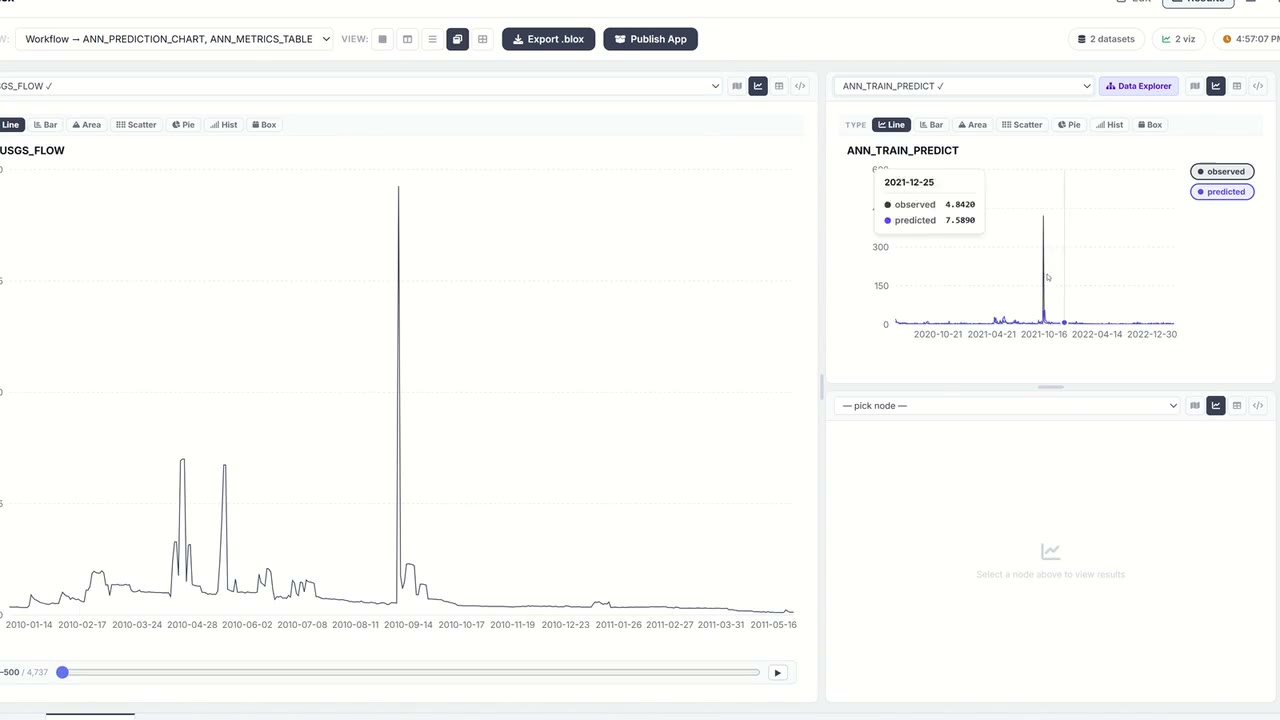 Workflow → ANN_PREDICTION_CHART, ANN_METRICS_TABLE
VIEW:
Export .blox
Publish App
2 datasets
2 viz
4:57:07 PM
GS_FLOW ✓
Line
Bar
Area
Scatter
Pie
Hist
Box
USGS_FLOW
2010-01-14 2010-02-17 2010-03-24 2010-04-28 2010-06-02 2010-07-08 2010-08-11 2010-09-14 2010-10-17 2010-11-19 2010-12-23 2011-01-26 2011-02-27 2011-03-31 2011-05-16
–500 / 4,737
ANN_TRAIN_PREDICT ✓
Data Explorer
TYPE
Line
Bar
Area
Scatter
Pie
Hist
Box
ANN_TRAIN_PREDICT
600
2021-12-25
observed 4.8420
predicted 7.5890
observed
predicted
300
150
0
2020-10-21 2021-04-21 2021-10-16 2022-04-14 2022-12-30
— pick node —
Select a node above to view results